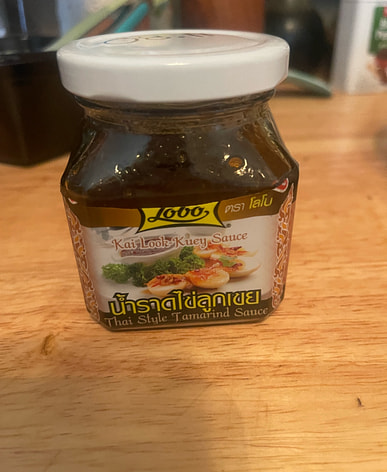 Lobo
ตรา โลโบ
Kai Look Kuey Sauce
น้ำราดไข่ลูกเขย
Thai Style Tamarind Sauce